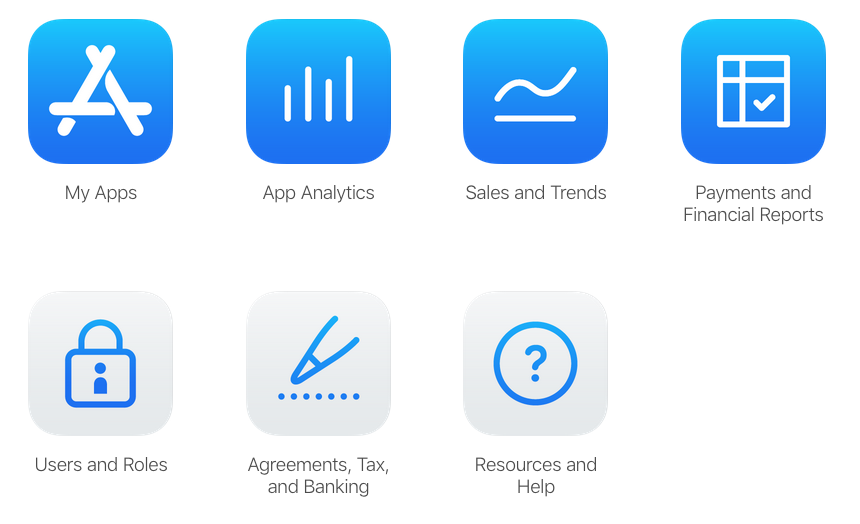 My Apps
App Analytics
Sales and Trends
Payments and
Financial Reports
Users and Roles
Agreements, Tax,
and Banking
?
Resources and
Help